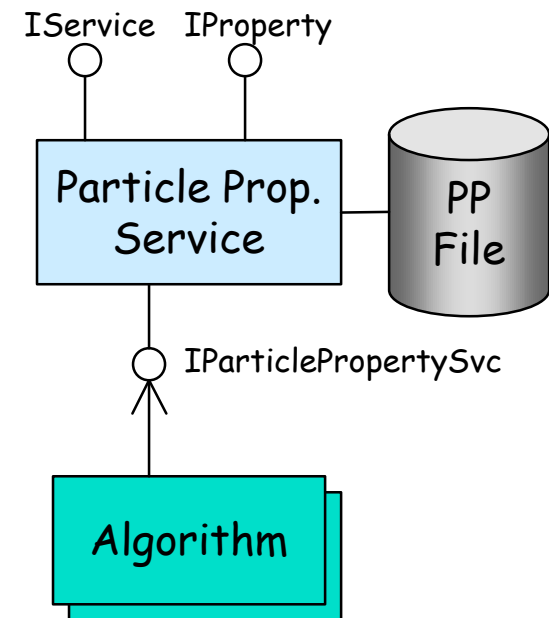 IService IProperty
Particle Prop.
Service
PP
File
IParticlePropertySvc
Algorithm